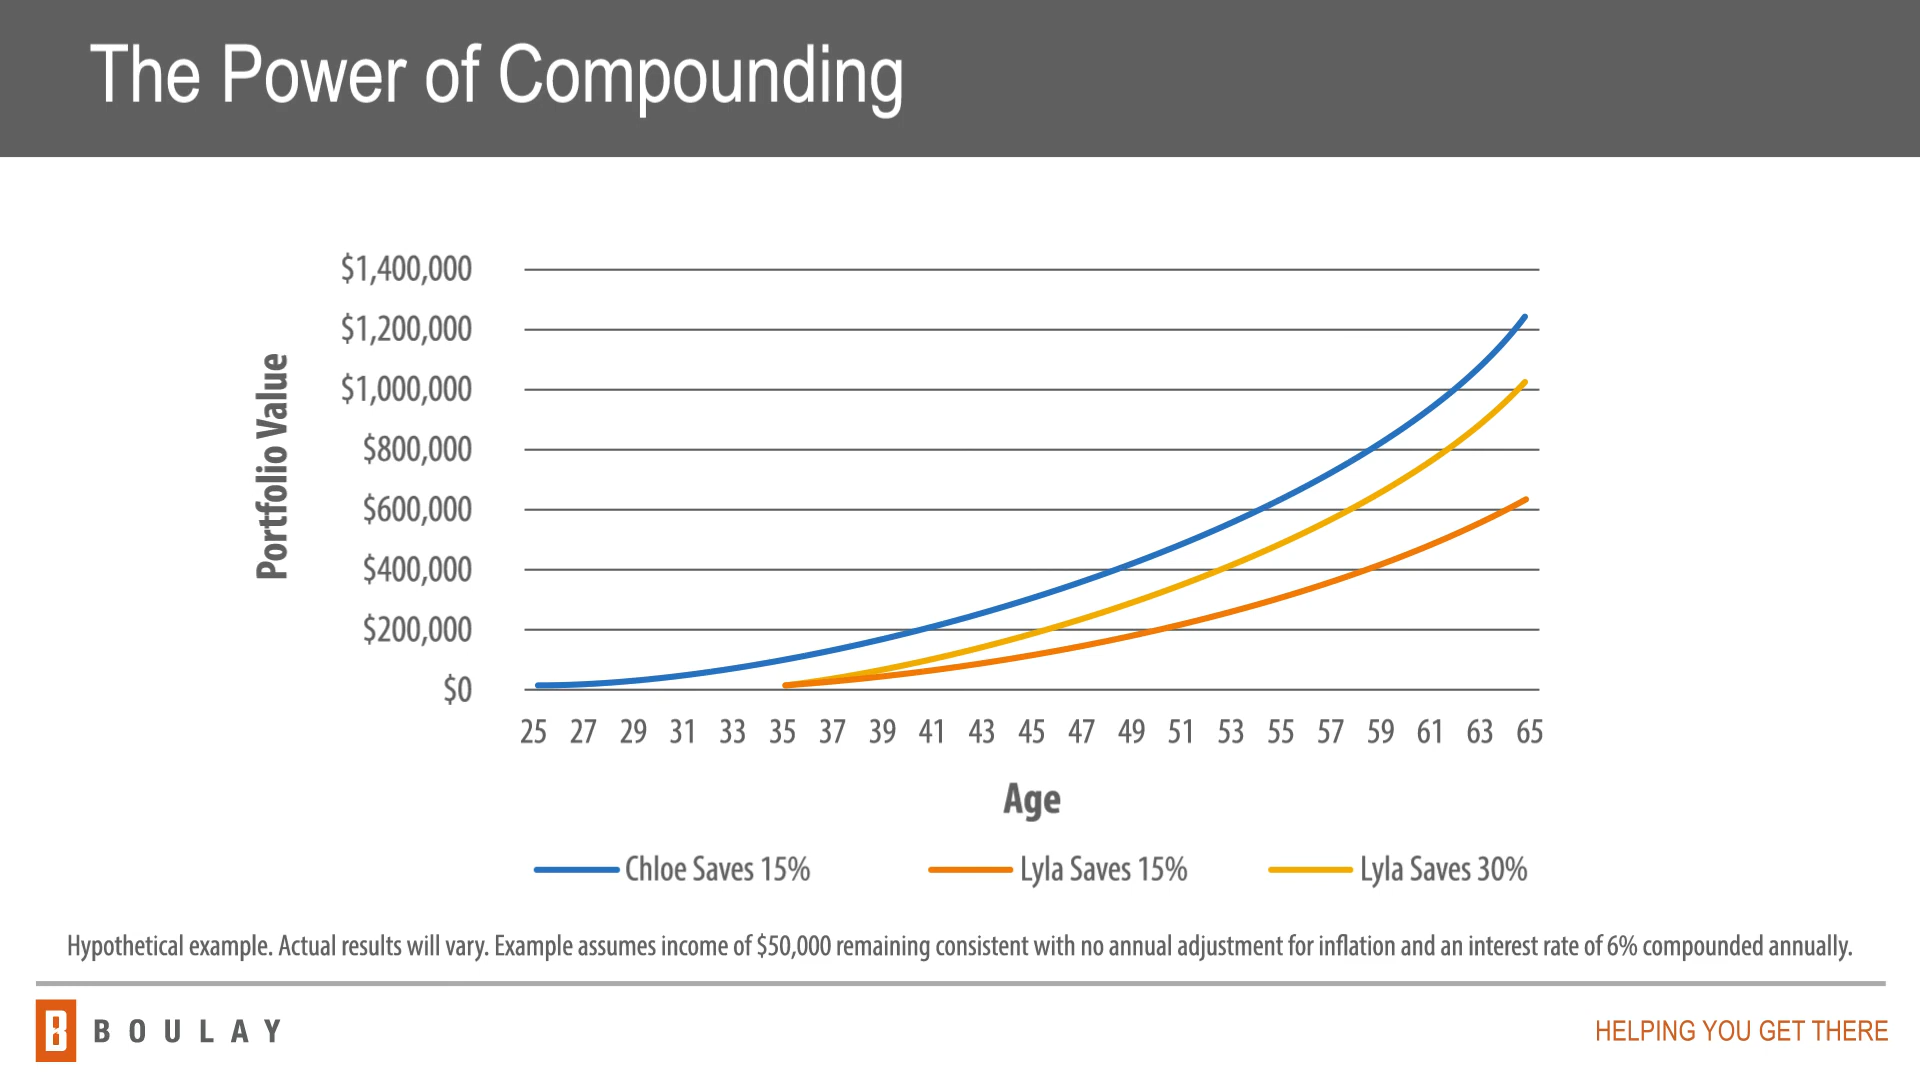 The Power of Compounding
$1,400,000
$1,200,000
$1,000,000
$800,000
$600,000
$400,000
$200,000
$0
Portfolio Value
25 27 29 31 33 35 37 39 41 43 45 47 49 51 53 55 57 59 61 63 65
Age
Chloe Saves 15% Lyla Saves 15% Lyla Saves 30%
Hypothetical example. Actual results will vary. Example assumes income of $50,000 remaining consistent with no annual adjustment for inflation and an interest rate of 6% compounded annually.
B BOULAY
HELPING YOU GET THERE